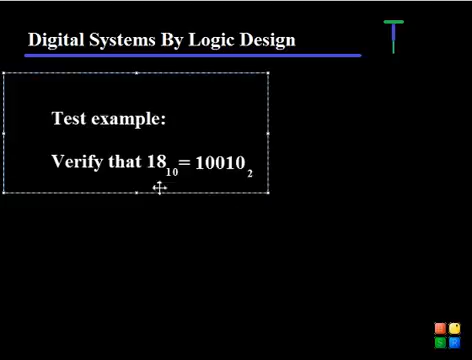 Digital Systems By Logic Design
T
Test example:
Verify that 18₁₀ = 10010₂